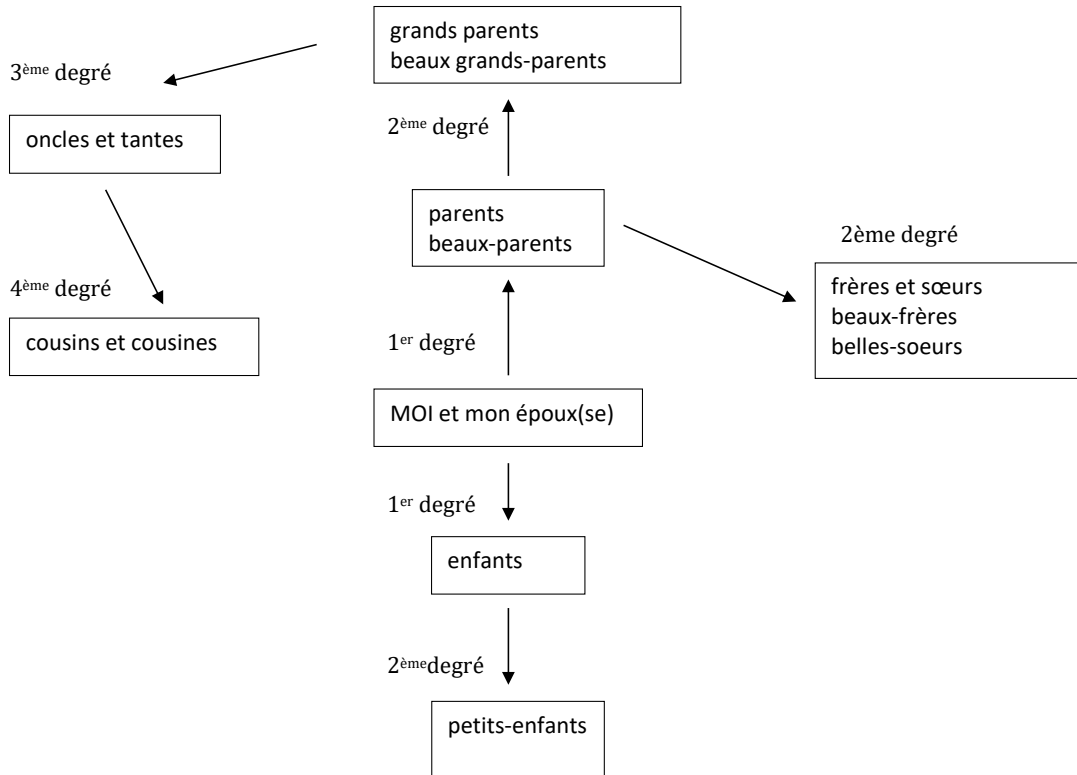 grands parents
beaux grands-parents
3ème degré
2ème degré
oncles et tantes
parents
beaux-parents
2ème degré
frères et sœurs
beaux-frères
belles-soeurs
4ème degré
cousins et cousines
1er degré
MOI et mon époux(se)
1er degré
enfants
2èmedegré
petits-enfants